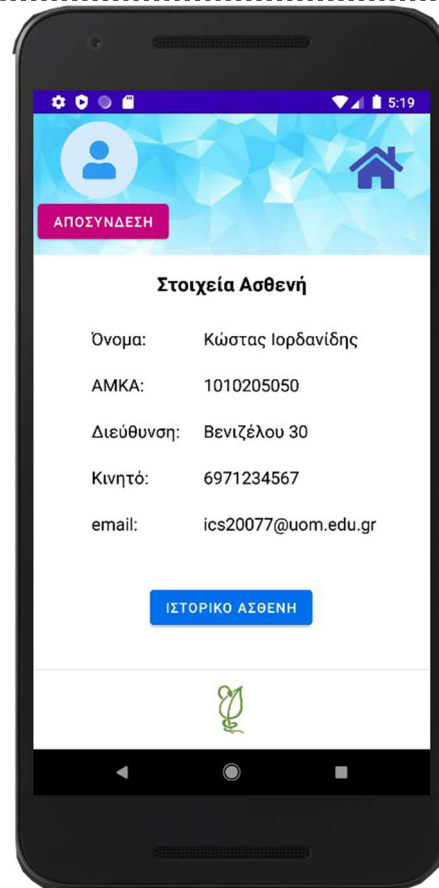 5:19
ΑΠΟΣΥΝΔΕΣΗ
Στοιχεία Ασθενή
Όνομα: Κώστας Ιορδανίδης
ΑΜΚΑ: 1010205050
Διεύθυνση: Βενιζέλου 30
Κινητό: 6971234567
email: ics20077@uom.edu.gr
ΙΣΤΟΡΙΚΟ ΑΣΘΕΝΗ